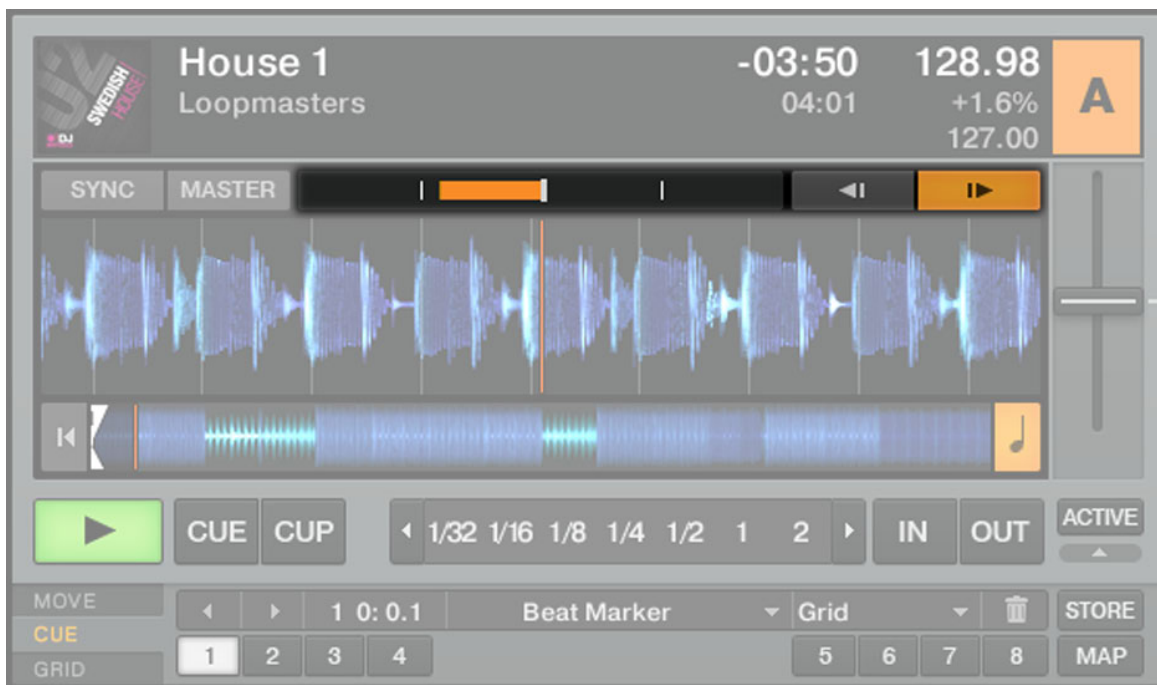 SWEDISH
HOUSE
DJ
House 1 -03:50 128.98 A
Loopmasters 04:01 +1.6%
127.00
SYNC MASTER
CUE CUP 1/32 1/16 1/8 1/4 1/2 1 2 IN OUT ACTIVE
MOVE
1 0: 0.1 Beat Marker Grid STORE
CUE
1 2 3 4 5 6 7 8 MAP
GRID